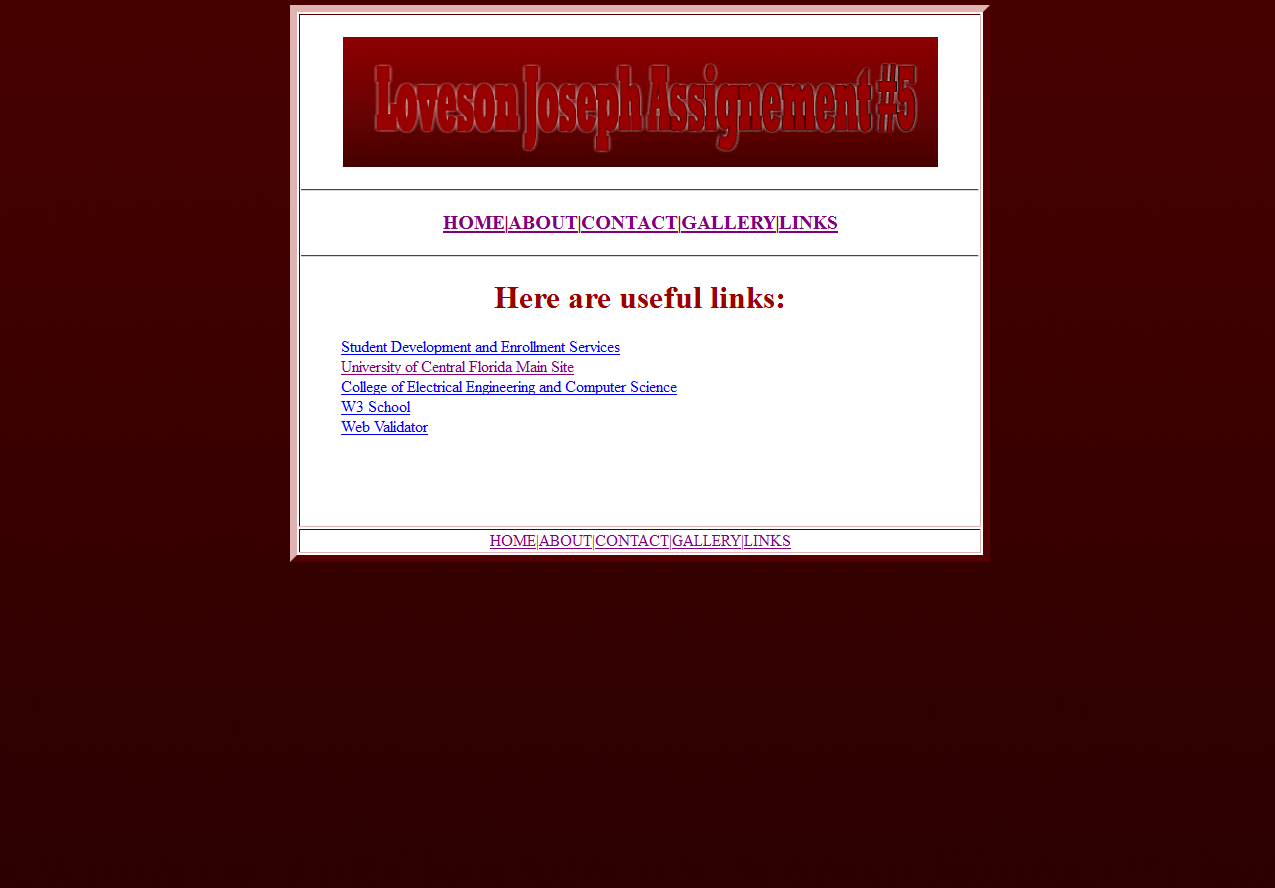 Loveson Joseph Assignement #5
HOME|ABOUT|CONTACT|GALLERY|LINKS
Here are useful links:
Student Development and Enrollment Services
University of Central Florida Main Site
College of Electrical Engineering and Computer Science
W3 School
Web Validator
HOME|ABOUT|CONTACT|GALLERY|LINKS